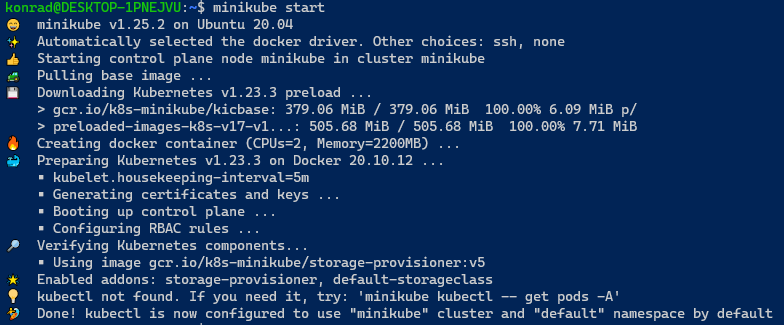 konrad@DESKTOP-1PNEJVU:~$ minikube start
😄 minikube v1.25.2 on Ubuntu 20.04
✨ Automatically selected the docker driver. Other choices: ssh, none
👍 Starting control plane node minikube in cluster minikube
🚜 Pulling base image ...
💾 Downloading Kubernetes v1.23.3 preload ...
> gcr.io/k8s-minikube/kicbase: 379.06 MiB / 379.06 MiB 100.00% 6.09 MiB p/
> preloaded-images-k8s-v17-v1...: 505.68 MiB / 505.68 MiB 100.00% 7.71 MiB
🔥 Creating docker container (CPUs=2, Memory=2200MB) ...
🐳 Preparing Kubernetes v1.23.3 on Docker 20.10.12 ...
▪ kubelet.housekeeping-interval=5m
▪ Generating certificates and keys ...
▪ Booting up control plane ...
▪ Configuring RBAC rules ...
🔎 Verifying Kubernetes components...
▪ Using image gcr.io/k8s-minikube/storage-provisioner:v5
🌟 Enabled addons: storage-provisioner, default-storageclass
💡 kubectl not found. If you need it, try: 'minikube kubectl -- get pods -A'
🏄 Done! kubectl is now configured to use "minikube" cluster and "default" namespace by default